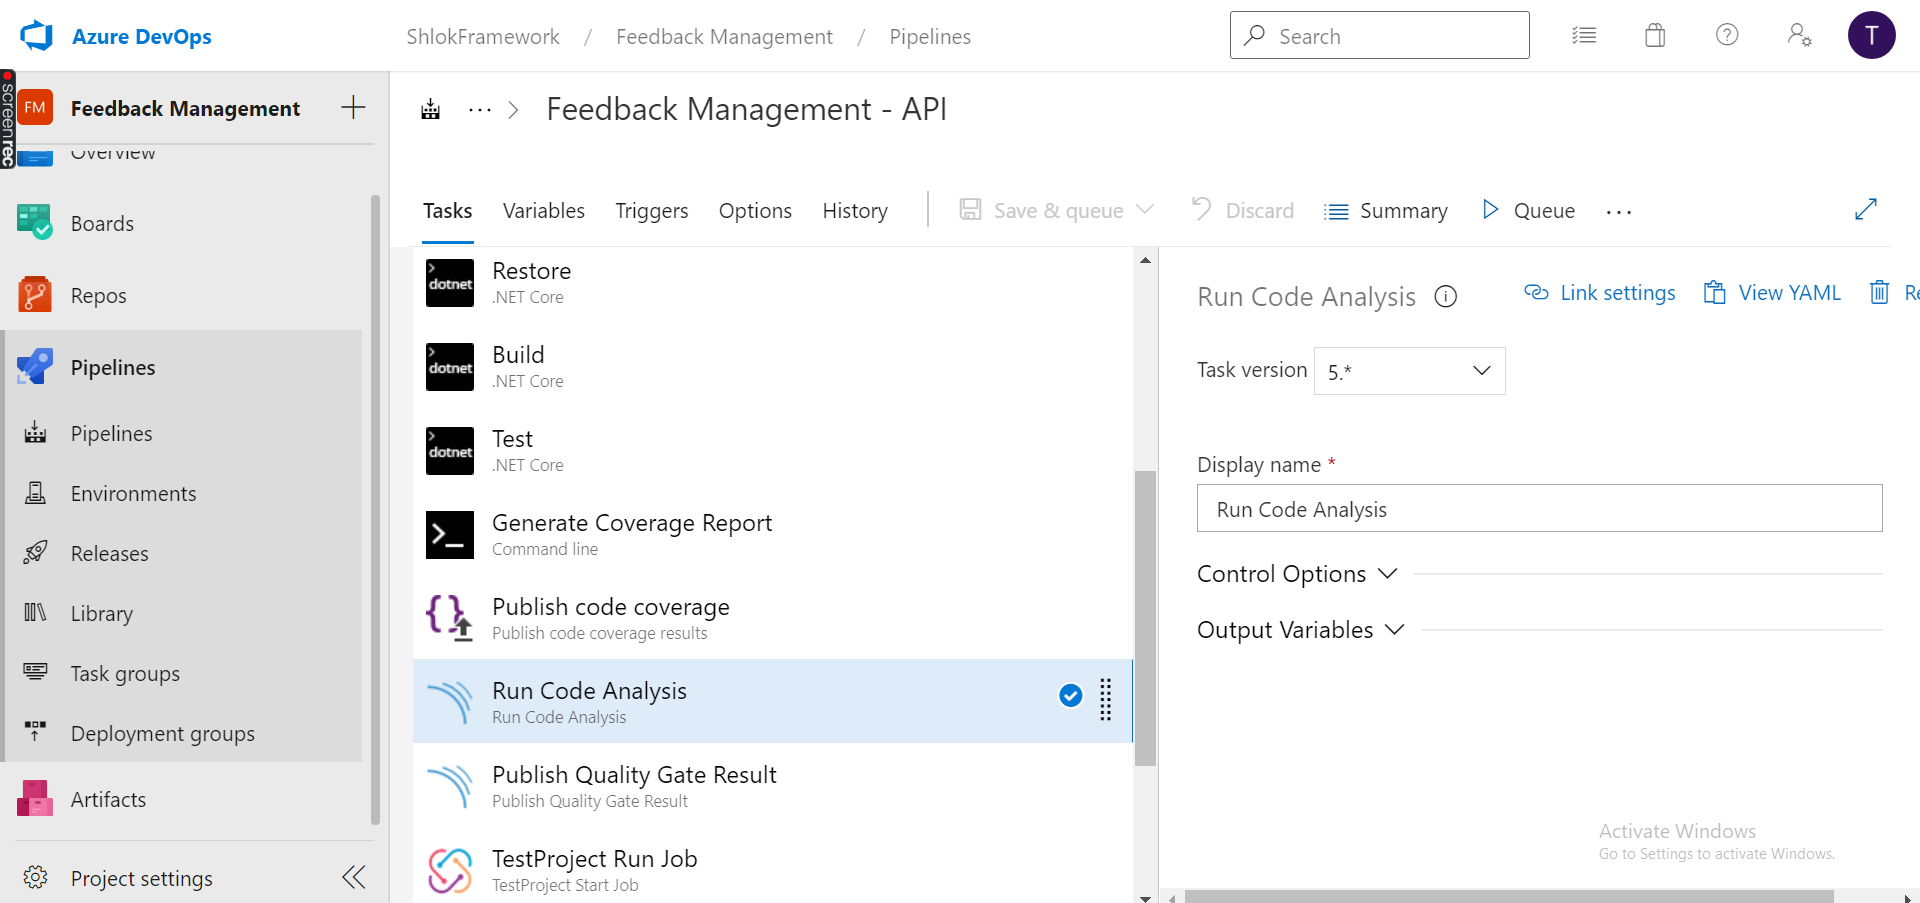 Azure DevOps
ShlokFramework / Feedback Management / Pipelines
Search
T
screenrec
FM Feedback Management
Overview
Boards
Repos
Pipelines
Pipelines
Environments
Releases
Library
Task groups
Deployment groups
Artifacts
Project settings
··· > Feedback Management - API
Tasks Variables Triggers Options History Save & queue Discard Summary Queue ···
dotnet
Restore
.NET Core
dotnet
Build
.NET Core
dotnet
Test
.NET Core
Generate Coverage Report
Command line
Publish code coverage
Publish code coverage results
Run Code Analysis
Run Code Analysis
Publish Quality Gate Result
Publish Quality Gate Result
TestProject Run Job
TestProject Start Job
Run Code Analysis Link settings View YAML Re
Task version 5.*
Display name *
Run Code Analysis
Control Options
Output Variables
Activate Windows
Go to Settings to activate Windows.